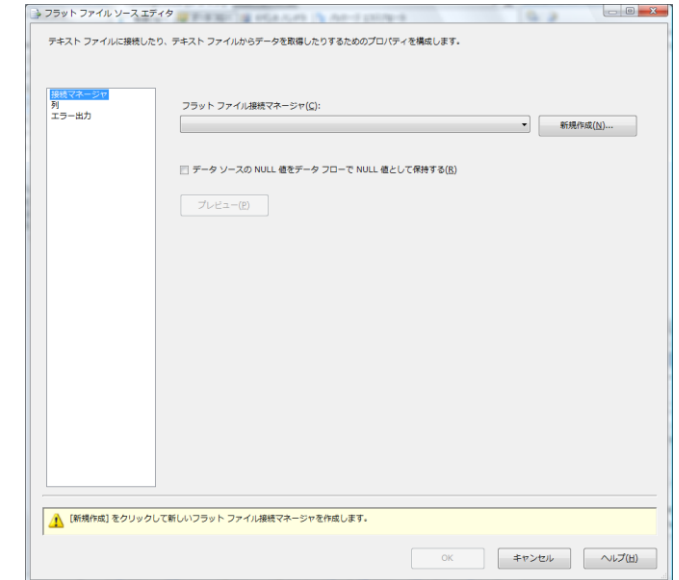 フラット ファイル ソース エディタ
テキスト ファイルに接続したり、テキスト ファイルからデータを取得したりするためのプロパティを構成します。
接続マネージャ
列
エラー出力
フラット ファイル接続マネージャ(C):
新規作成(N)...
データ ソースの NULL 値をデータ フローで NULL 値として保持する(R)
プレビュー(P)
[新規作成] をクリックして新しいフラット ファイル接続マネージャを作成します。
OK
キャンセル
ヘルプ(H)